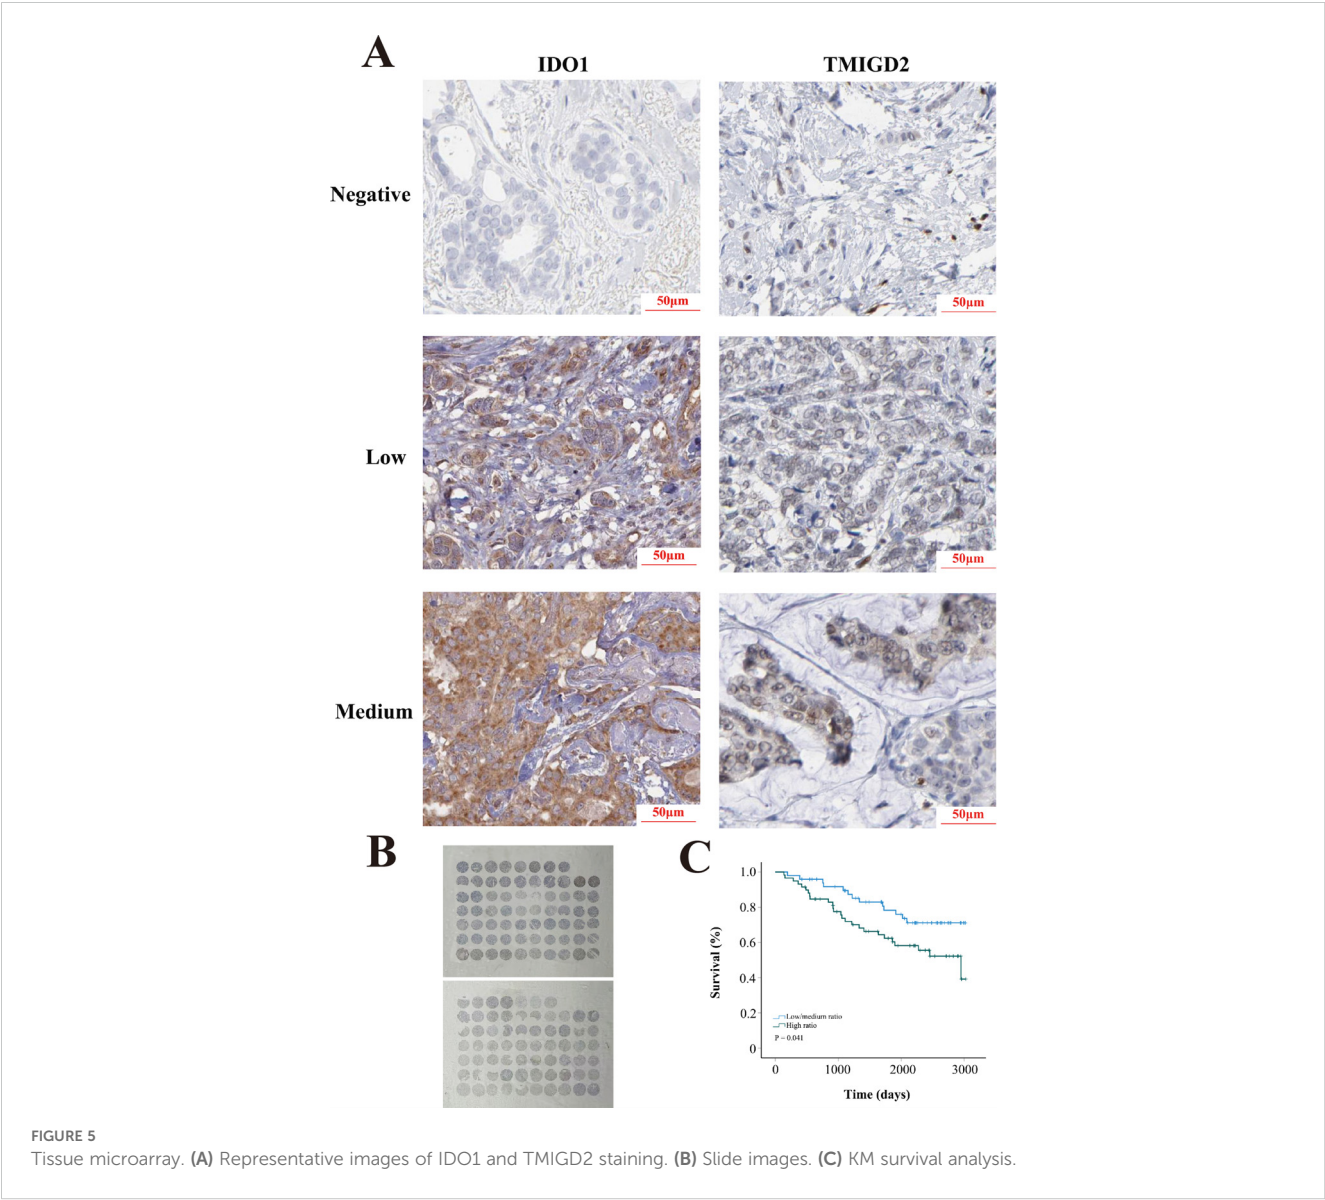 A
IDO1
TMIGD2
Negative
50μm
50μm
Low
50μm
50μm
Medium
50μm
50μm
B
C
1.0
0.8
0.6
0.4
0.2
0
Survival (%)
Low/medium ratio
High ratio
P = 0.041
0
1000
2000
3000
Time (days)
FIGURE 5
Tissue microarray. (A) Representative images of IDO1 and TMIGD2 staining. (B) Slide images. (C) KM survival analysis.